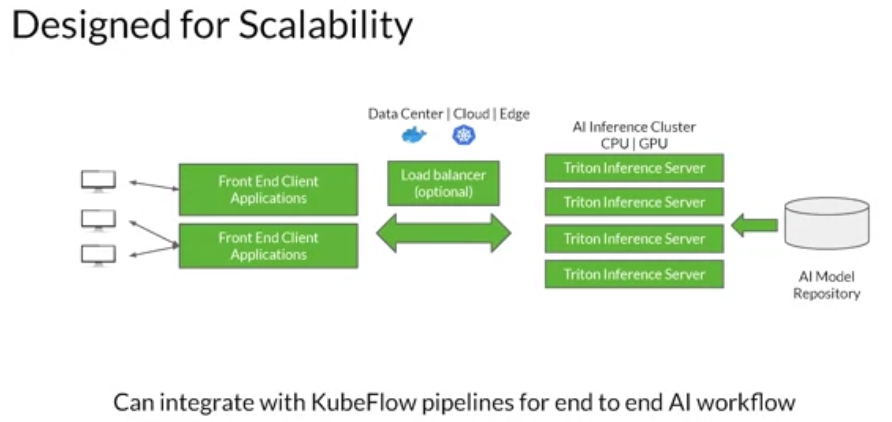 Designed for Scalability
Data Center | Cloud | Edge
AI Inference Cluster
CPU | GPU
Front End Client
Applications
Front End Client
Applications
Load balancer
(optional)
Triton Inference Server
Triton Inference Server
Triton Inference Server
Triton Inference Server
AI Model
Repository
Can integrate with KubeFlow pipelines for end to end AI workflow